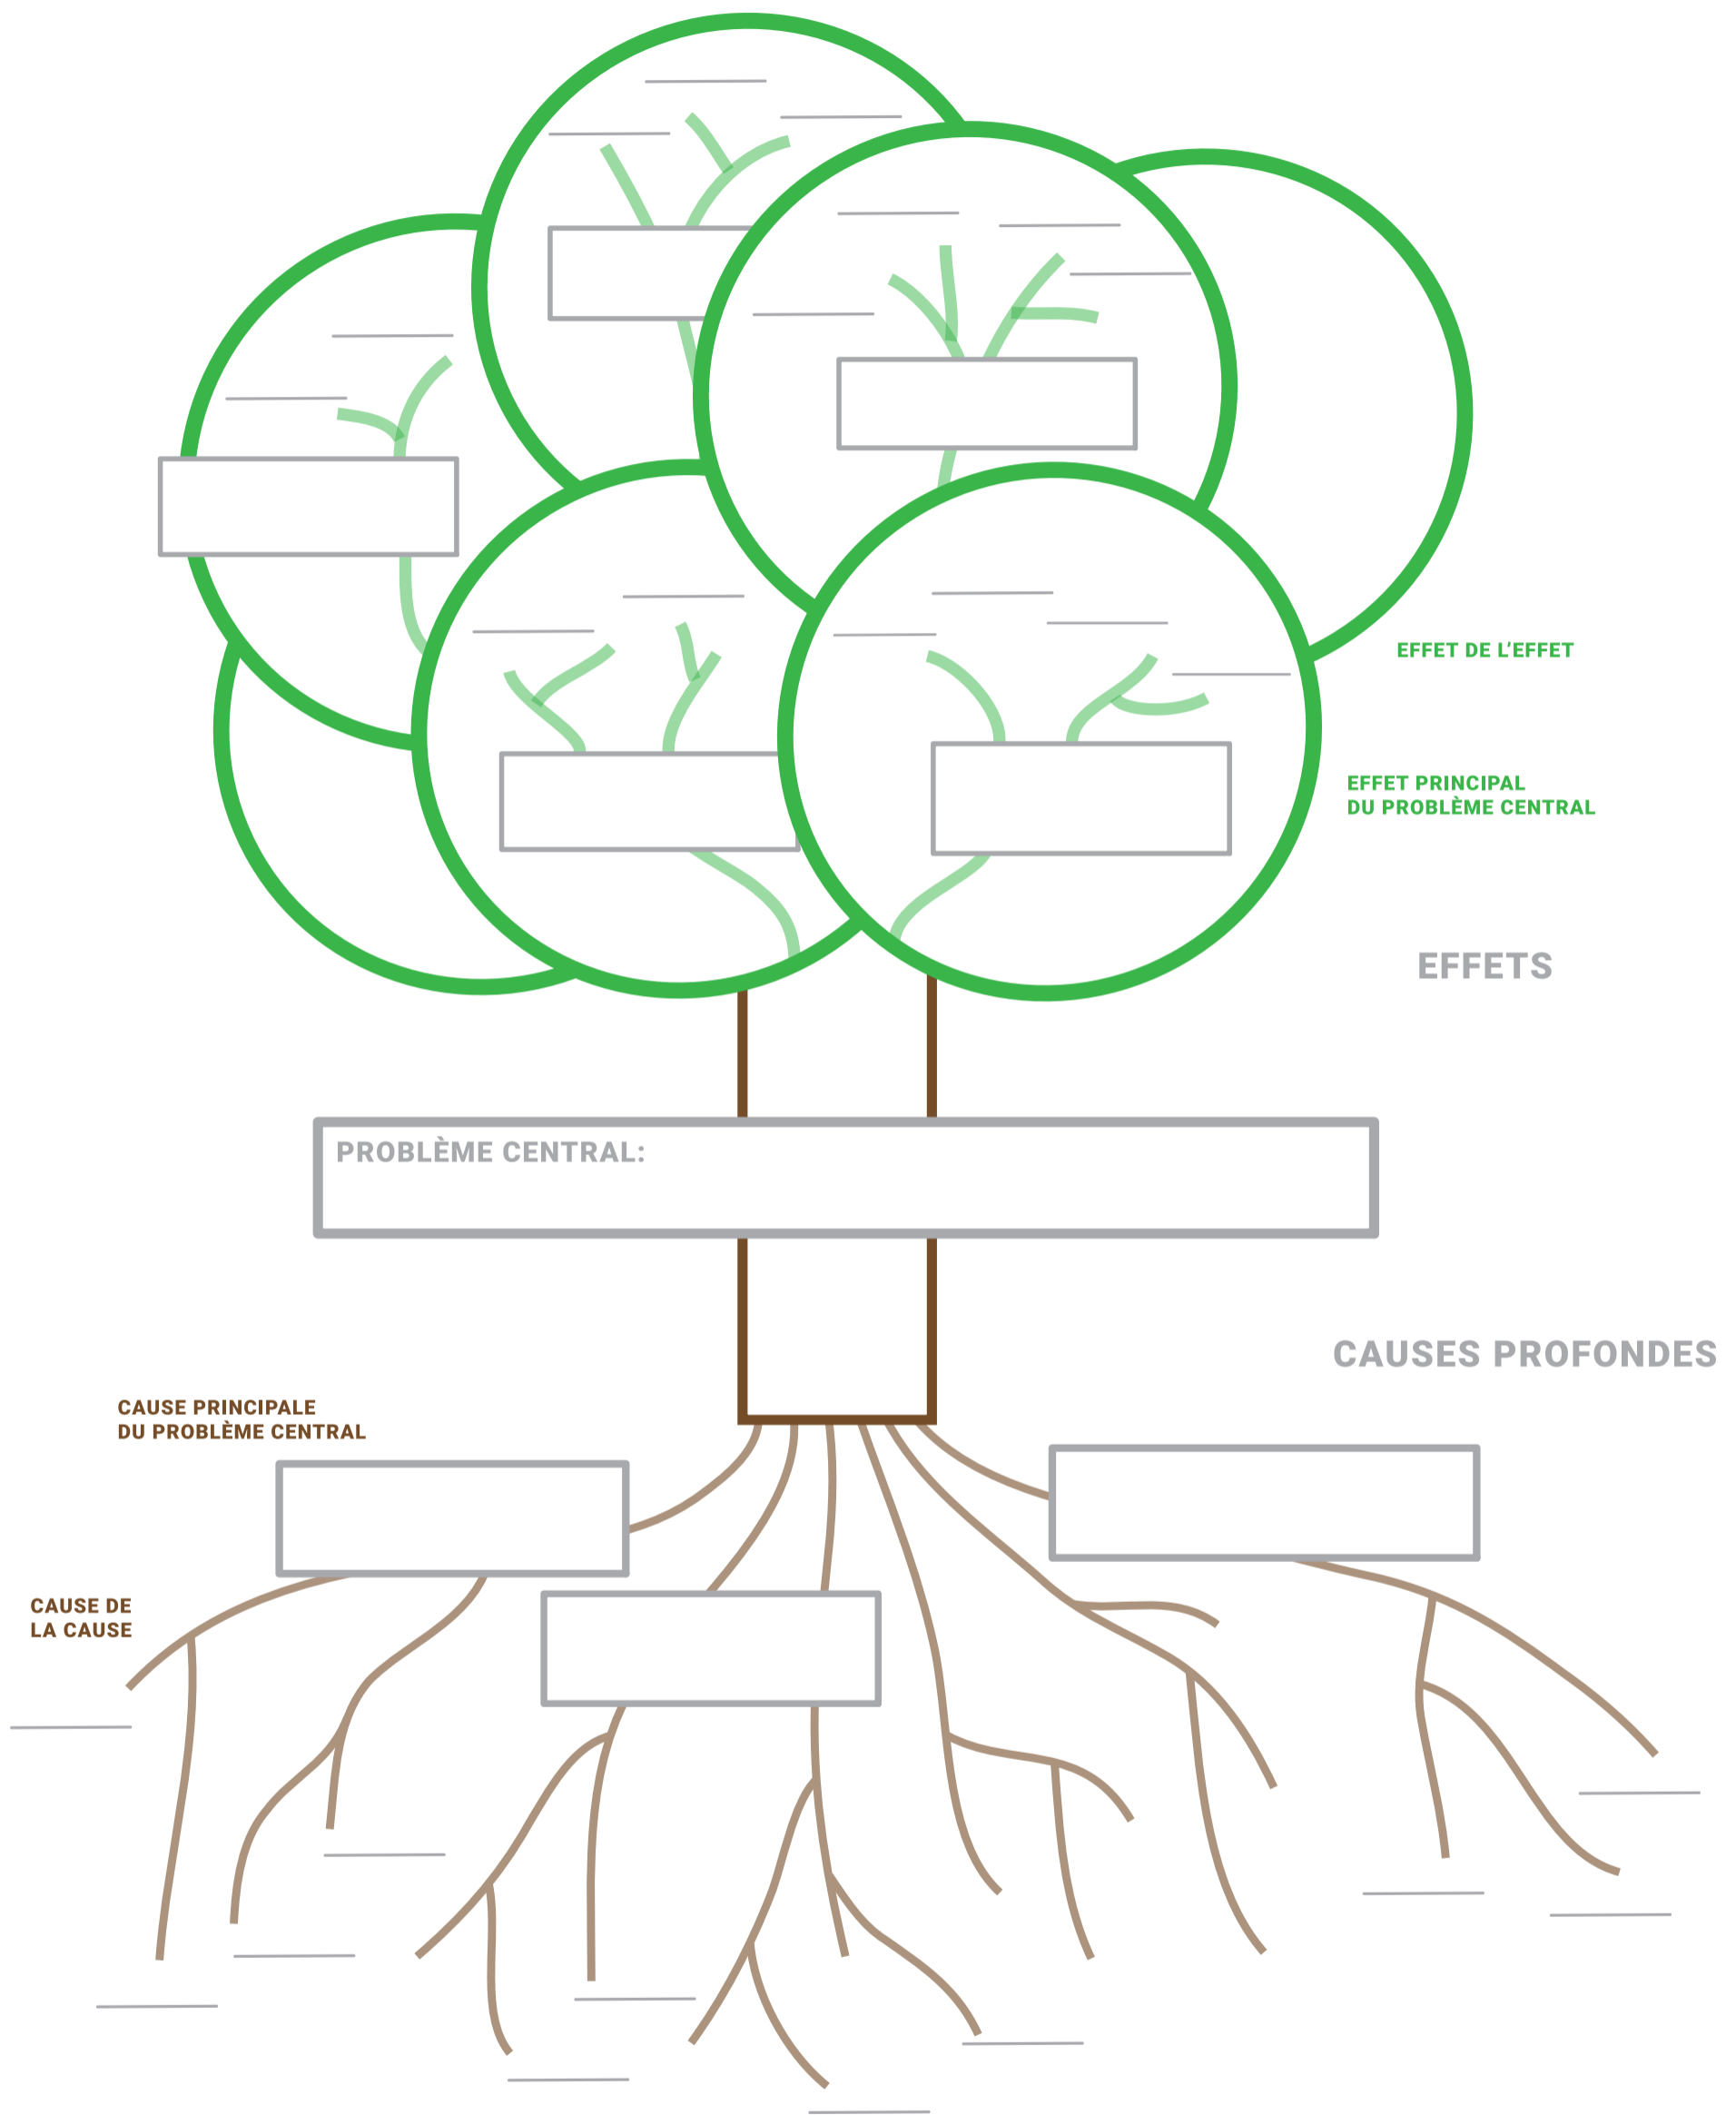 EFFET DE L'EFFET
EFFET PRINCIPAL
DU PROBLÈME CENTRAL
EFFETS
PROBLÈME CENTRAL:
CAUSES PROFONDES
CAUSE PRINCIPALE
DU PROBLÈME CENTRAL
CAUSE DE
LA CAUSE